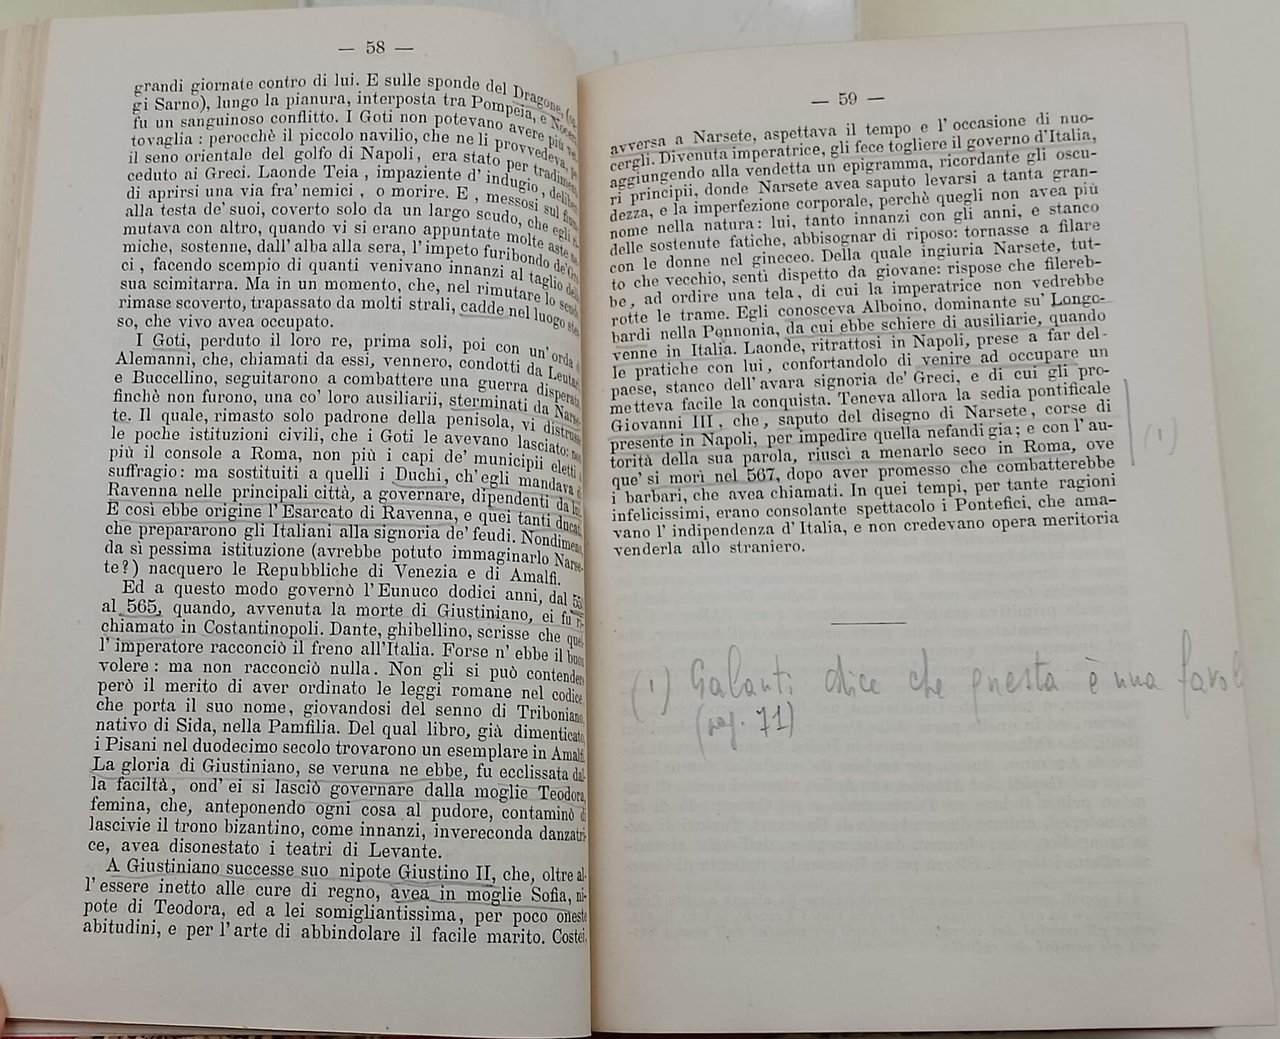 — 58 —
grandi giornate contro di lui. E sulle sponde del Dragone,
gi Sarno), lungo la pianura, interposta tra Pompeia, e
fu un sanguinoso conflitto. I Goti non potevano avere più
tovaglia : perocchè il piccolo navilio, che ne li provvedeva,
il seno orientale del golfo di Napoli, era stato per
ceduto ai Greci. Laonde Teia, impaziente d'indugio,
di aprirsi una via fra' nemici, o morire. E, messosi sul
alla testa de' suoi, coverto solo da un largo scudo, che egli
mutava con altro, quando vi si erano appuntate molte aste
miche, sostenne, dall'alba alla sera, l'impeto furibondo
ci, facendo scempio di quanti venivano innanzi al taglio
sua scimitarra. Ma in un momento, che, nel rimutare lo
rimase scoverto, trapassato da molti strali, cadde nel luogo
so, che vivo avea occupato.
I Goti, perduto il loro re, prima soli, poi con un' orda
Alemanni, che, chiamati da essi, vennero, condotti da
e Buccellino, seguitarono a combattere una guerra
finchè non furono, una co' loro ausiliarii, sterminati da Narse-
te. Il quale, rimasto solo padrone della penisola, vi
le poche istituzioni civili, che i Goti le avevano lasciato:
più il console a Roma, non più i capi de' municipii eletti
suffragio: ma sostituiti a quelli i Duchi, ch'egli mandava
Ravenna nelle principali città, a governare, dipendenti da
E così ebbe origine l'Esarcato di Ravenna, e quei tanti
che prepararono gli Italiani alla signoria de' feudi. Nondimeno,
da sì pessima istituzione (avrebbe potuto immaginarlo Narse-
te?) nacquero le Repubbliche di Venezia e di Amalfi.
Ed a questo modo governò l'Eunuco dodici anni, dal
al 565, quando, avvenuta la morte di Giustiniano, ei fu ri-
chiamato in Costantinopoli. Dante, ghibellino, scrisse che
l'imperatore racconciò il freno all'Italia. Forse n' ebbe il buon
volere: ma non racconciò nulla. Non gli si può contendere
però il merito di aver ordinato le leggi romane nel codice,
che porta il suo nome, giovandosi del senno di Triboniano,
nativo di Sida, nella Pamfilia. Del qual libro, già dimenticato,
i Pisani nel duodecimo secolo trovarono un esemplare in Amalfi.
La gloria di Giustiniano, se veruna ne ebbe, fu ecclissata dal-
la faciltà, ond' ei si lasciò governare dalla moglie Teodora,
femina, che, anteponendo ogni cosa al pudore, contaminò di
lascivie il trono bizantino, come innanzi, invereconda danzatri-
ce, avea disonestato i teatri di Levante.
A Giustiniano successe suo nipote Giustino II, che, oltre al-
l'essere inetto alle cure di regno, avea in moglie Sofia, ni-
pote di Teodora, ed a lei somigliantissima, per poco oneste
abitudini, e per l'arte di abbindolare il facile marito. Costei,
— 59 —
avversa a Narsete, aspettava il tempo e l' occasione di nuo-
cergli. Divenuta imperatrice, gli fece togliere il governo d'Italia,
aggiungendo alla vendetta un epigramma, ricordante gli oscu-
ri principii, donde Narsete avea saputo levarsi a tanta gran-
dezza, e la imperfezione corporale, perchè quegli non avea più
nome nella natura: lui, tanto innanzi con gli anni, e stanco
delle sostenute fatiche, abbisognar di riposo: tornasse a filare
con le donne nel gineceo. Della quale ingiuria Narsete, tut-
to che vecchio, sentì dispetto da giovane: rispose che filereb-
be, ad ordire una tela, di cui la imperatrice non vedrebbe
rotte le trame. Egli conosceva Alboino, dominante su' Longo-
bardi nella Pennonia, da cui ebbe schiere di ausiliarie, quando
venne in Italia. Laonde, ritrattosi in Napoli, prese a far del-
le pratiche con lui, confortandolo di venire ad occupare un
paese, stanco dell'avara signoria de' Greci, e di cui gli pro-
metteva facile la conquista. Teneva allora la sedia pontificale
Giovanni III, che, saputo del disegno di Narsete, corse di
presente in Napoli, per impedire quella nefandigia; e con l'au-
torità della sua parola, riuscì a menarlo seco in Roma, ove
que' si morì nel 567, dopo aver promesso che combatterebbe
i barbari, che avea chiamati. In quei tempi, per tante ragioni
infelicissimi, erano consolante spettacolo i Pontefici, che ama-
vano l' indipendenza d' Italia, e non credevano opera meritoria
venderla allo straniero.
(1)
(1) Galanti dice che questa è una favola
(pag. 71)